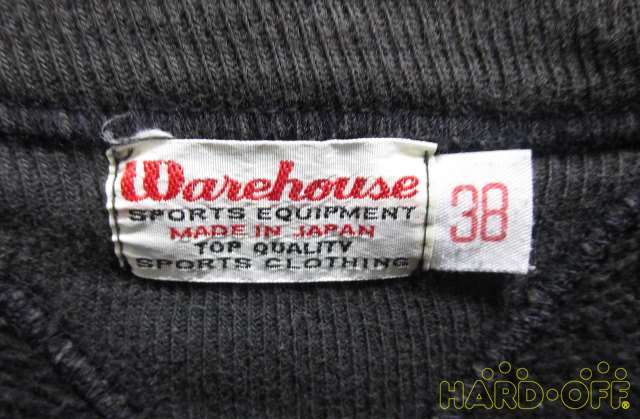 Warehouse
SPORTS EQUIPMENT
MADE IN JAPAN
TOP QUALITY
SPORTS CLOTHING
38
HARD・OFF